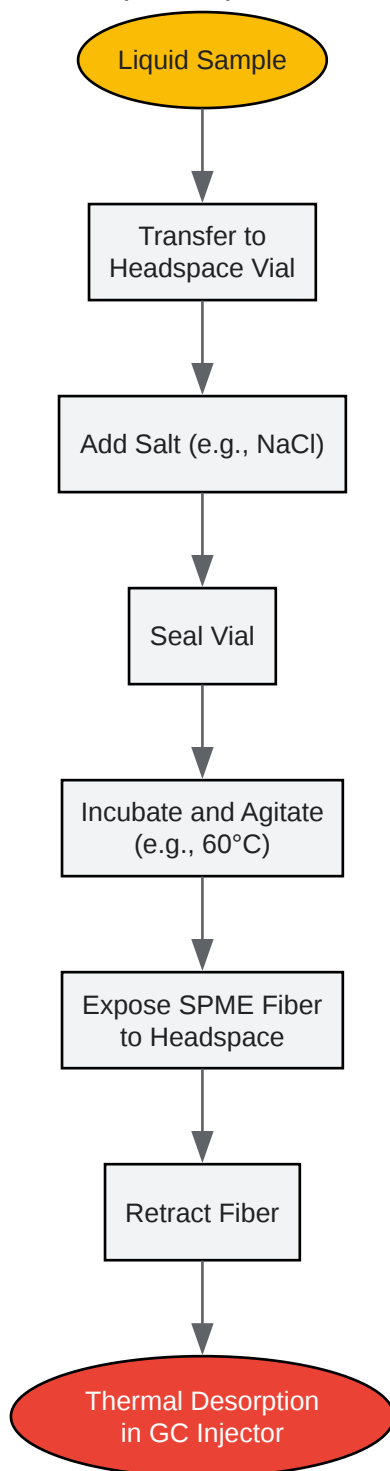 Liquid Sample
Transfer to
Headspace Vial
Add Salt (e.g., NaCl)
Seal Vial
Incubate and Agitate
(e.g., 60°C)
Expose SPME Fiber
to Headspace
Retract Fiber
Thermal Desorption
in GC Injector